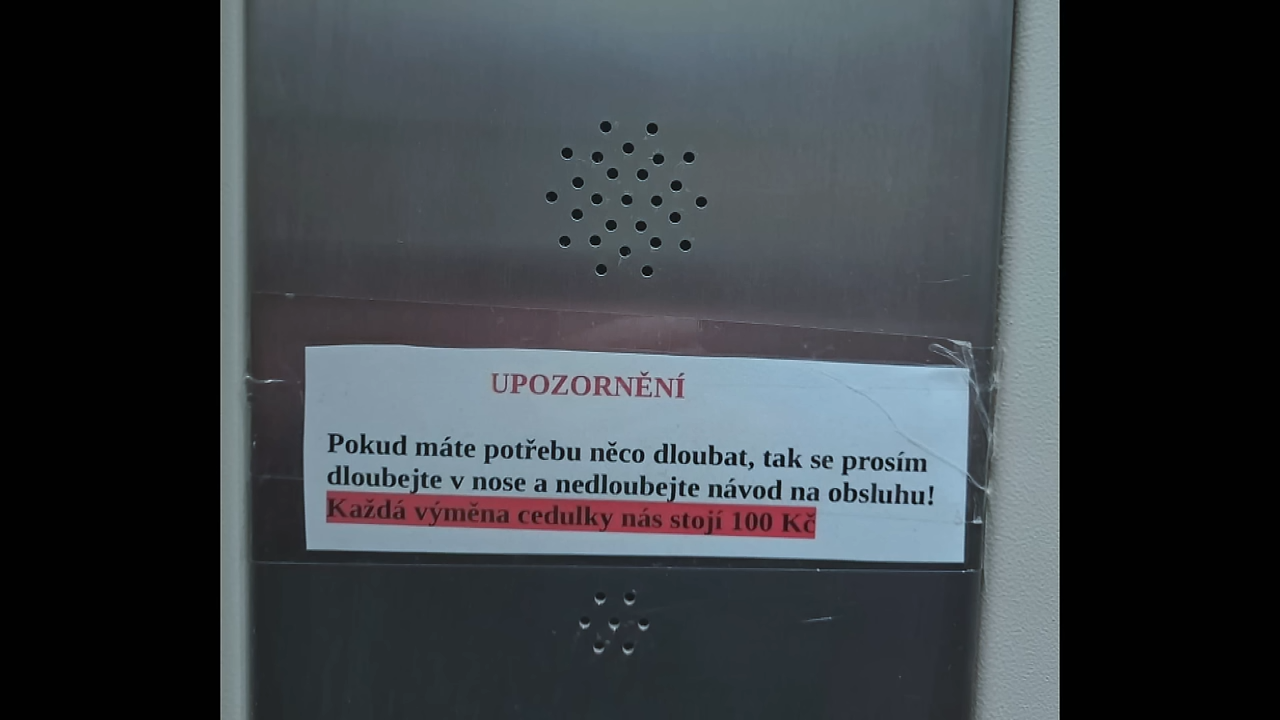 UPOZORNĚNÍ
Pokud máte potřebu něco dloubat, tak se prosím
dloubejte v nose a nedloubejte návod na obsluhu!
Každá výměna cedulky nás stojí 100 Kč